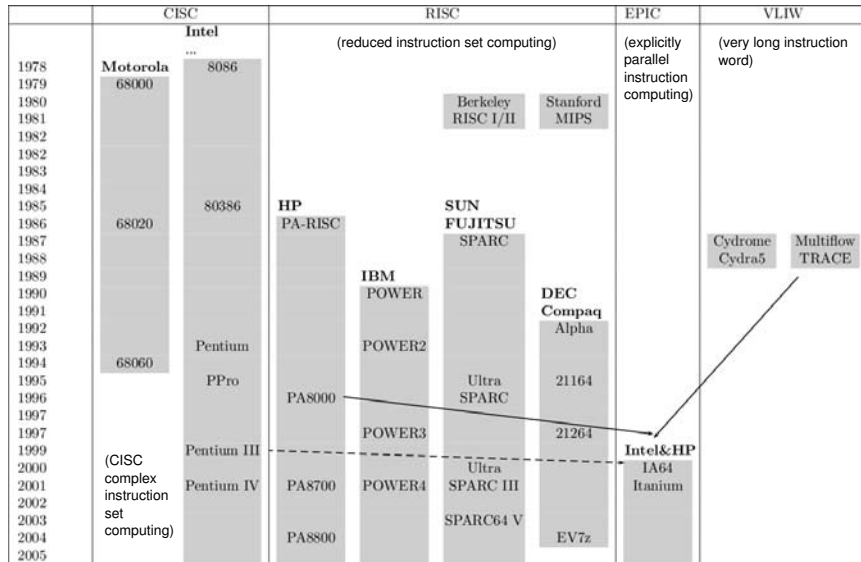 CISC RISC EPIC VLIW
Intel
...
(reduced instruction set computing)
(explicitly
parallel
instruction
computing)
(very long instruction
word)
1978 Motorola 8086
1979 68000
1980 Berkeley Stanford
1981 RISC I/II MIPS
1982
1982
1983
1984
1985 80386 HP SUN
1986 68020 PA-RISC FUJITSU
1987 SPARC Cydrome Multiflow
1988 Cydra5 TRACE
1989 IBM
1990 POWER DEC
1991 Compaq
1992 Alpha
1993 Pentium POWER2
1994 68060
1995 PPro Ultra 21164
1996 PA8000 SPARC
1997
1997 POWER3 21264
1999 Pentium III Intel&HP
2000 Ultra IA64
2001 Pentium IV PA8700 POWER4 SPARC III Itanium
2002
2003 SPARC64 V
2004 PA8800 EV7z
2005
(CISC
complex
instruction
set
computing)